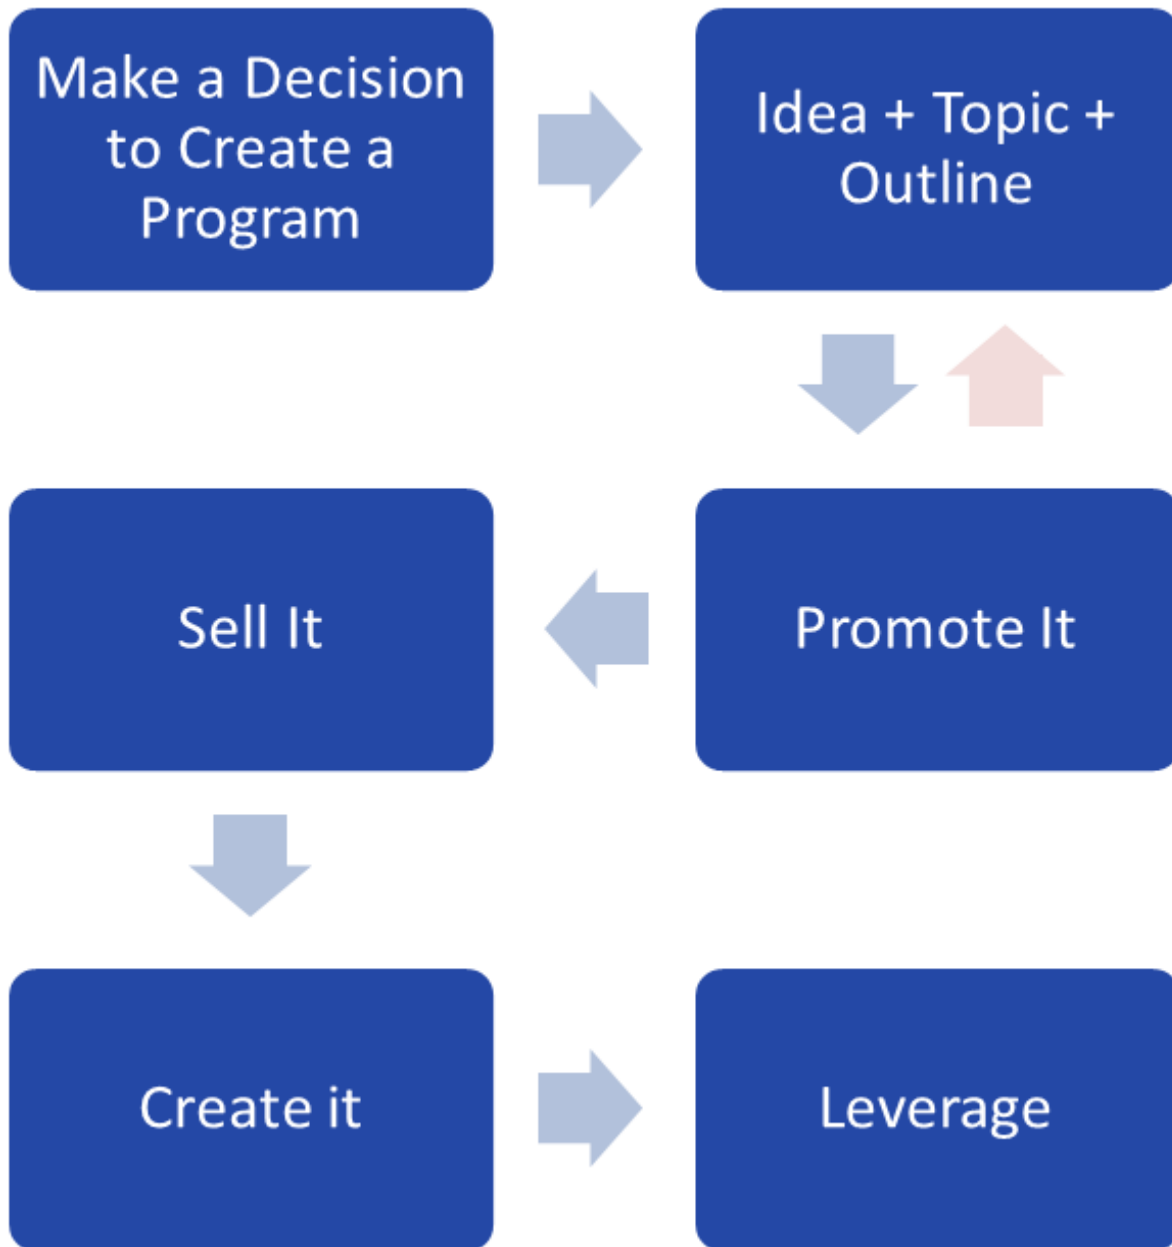 Make a Decision
to Create a
Program
Idea + Topic +
Outline
Sell It
Promote It
Create it
Leverage